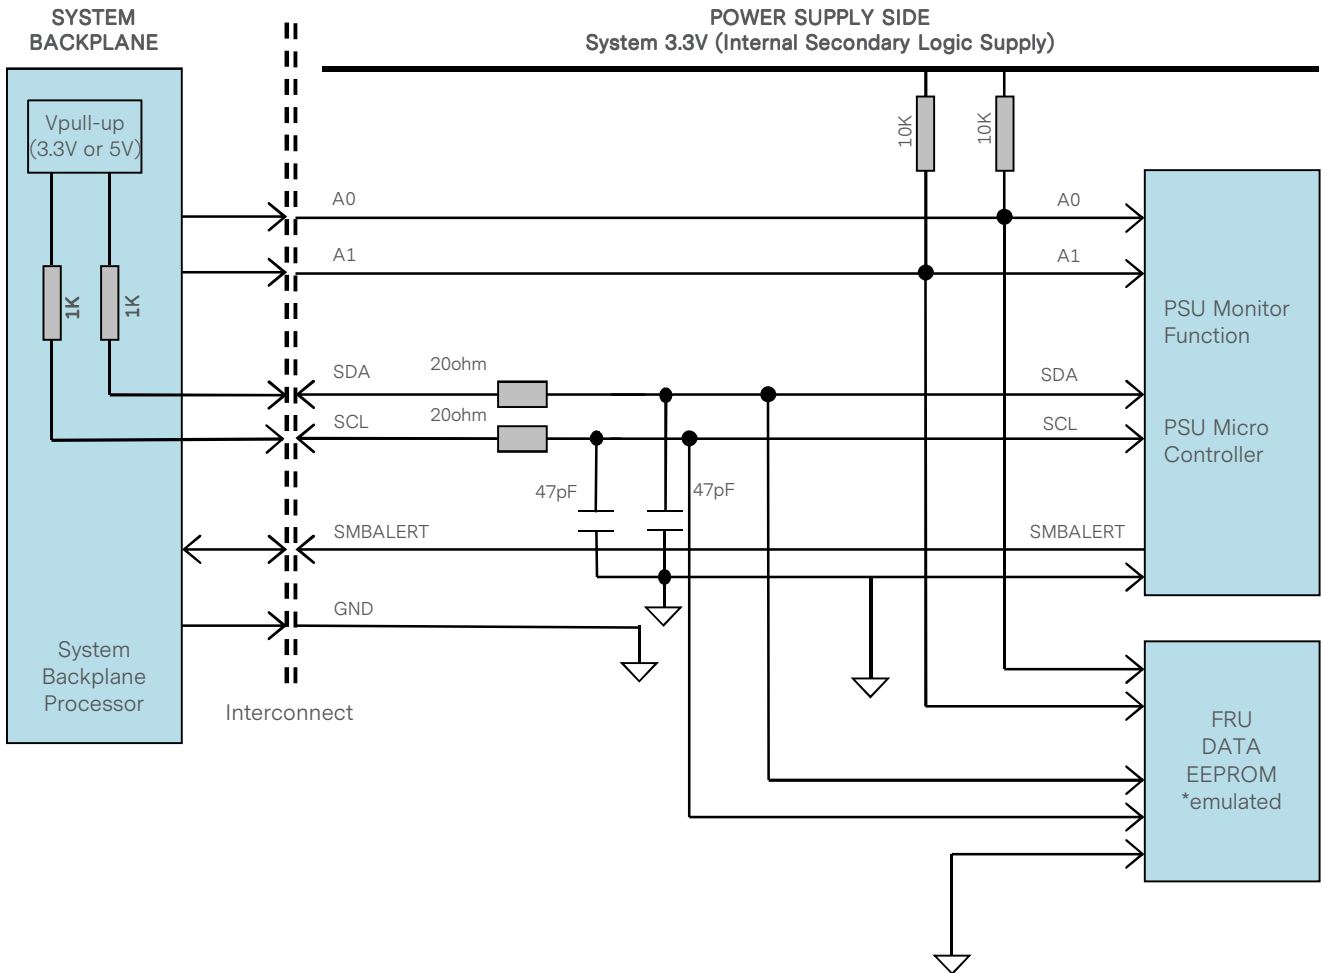 SYSTEM
BACKPLANE
POWER SUPPLY SIDE
System 3.3V (Internal Secondary Logic Supply)
Vpull-up
(3.3V or 5V)
10K
10K
A0
A0
A1
A1
1K
1K
PSU Monitor
Function
SDA
20ohm
SDA
SCL
20ohm
SCL
PSU Micro
Controller
47pF
47pF
SMBALERT
SMBALERT
GND
System
Backplane
Processor
Interconnect
FRU
DATA
EEPROM
*emulated